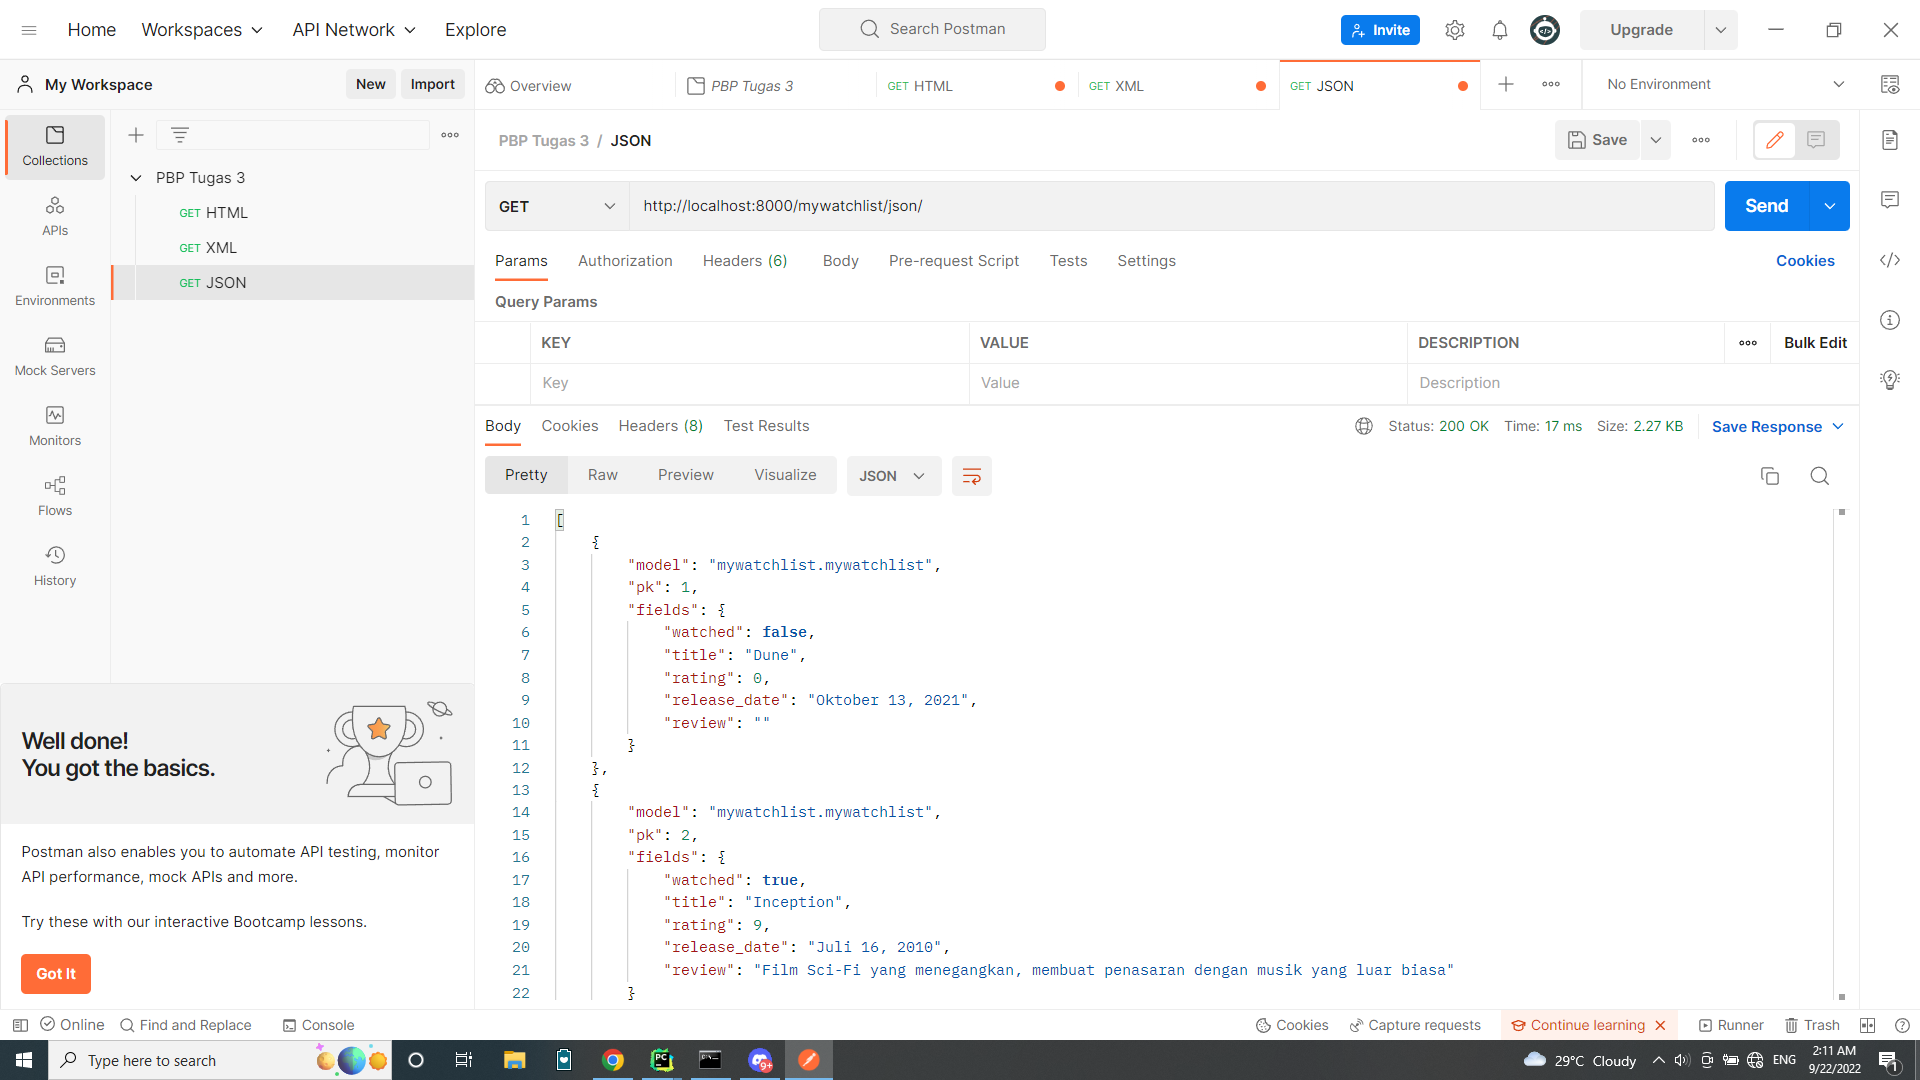 Home Workspaces API Network Explore Search Postman Invite Upgrade
My Workspace New Import Overview PBP Tugas 3 GET HTML GET XML GET JSON No Environment
Collections
APIs
Environments
Mock Servers
Monitors
Flows
History
PBP Tugas 3
GET HTML
GET XML
GET JSON
Well done!
You got the basics.
Postman also enables you to automate API testing, monitor
API performance, mock APIs and more.
Try these with our interactive Bootcamp lessons.
Got It
PBP Tugas 3 / JSON Save
GET http://localhost:8000/mywatchlist/json/ Send
Params Authorization Headers (6) Body Pre-request Script Tests Settings Cookies
Query Params
KEY VALUE DESCRIPTION Bulk Edit
Key Value Description
Body Cookies Headers (8) Test Results Status: 200 OK Time: 17 ms Size: 2.27 KB Save Response
Pretty Raw Preview Visualize JSON
1 [
2 {
3 "model": "mywatchlist.mywatchlist",
4 "pk": 1,
5 "fields": {
6 "watched": false,
7 "title": "Dune",
8 "rating": 0,
9 "release_date": "Oktober 13, 2021",
10 "review": ""
11 }
12 },
13 {
14 "model": "mywatchlist.mywatchlist",
15 "pk": 2,
16 "fields": {
17 "watched": true,
18 "title": "Inception",
19 "rating": 9,
20 "release_date": "Juli 16, 2010",
21 "review": "Film Sci-Fi yang menegangkan, membuat penasaran dengan musik yang luar biasa"
22 }
Online Find and Replace Console Cookies Capture requests Continue learning Runner Trash
Type here to search PC 9+ 29°C Cloudy ENG 2:11 AM
9/22/2022 1